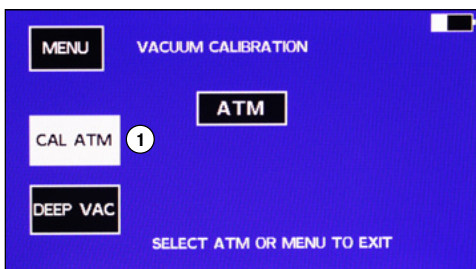 MENU VACUUM CALIBRATION
ATM
CAL ATM 1
DEEP VAC
SELECT ATM OR MENU TO EXIT